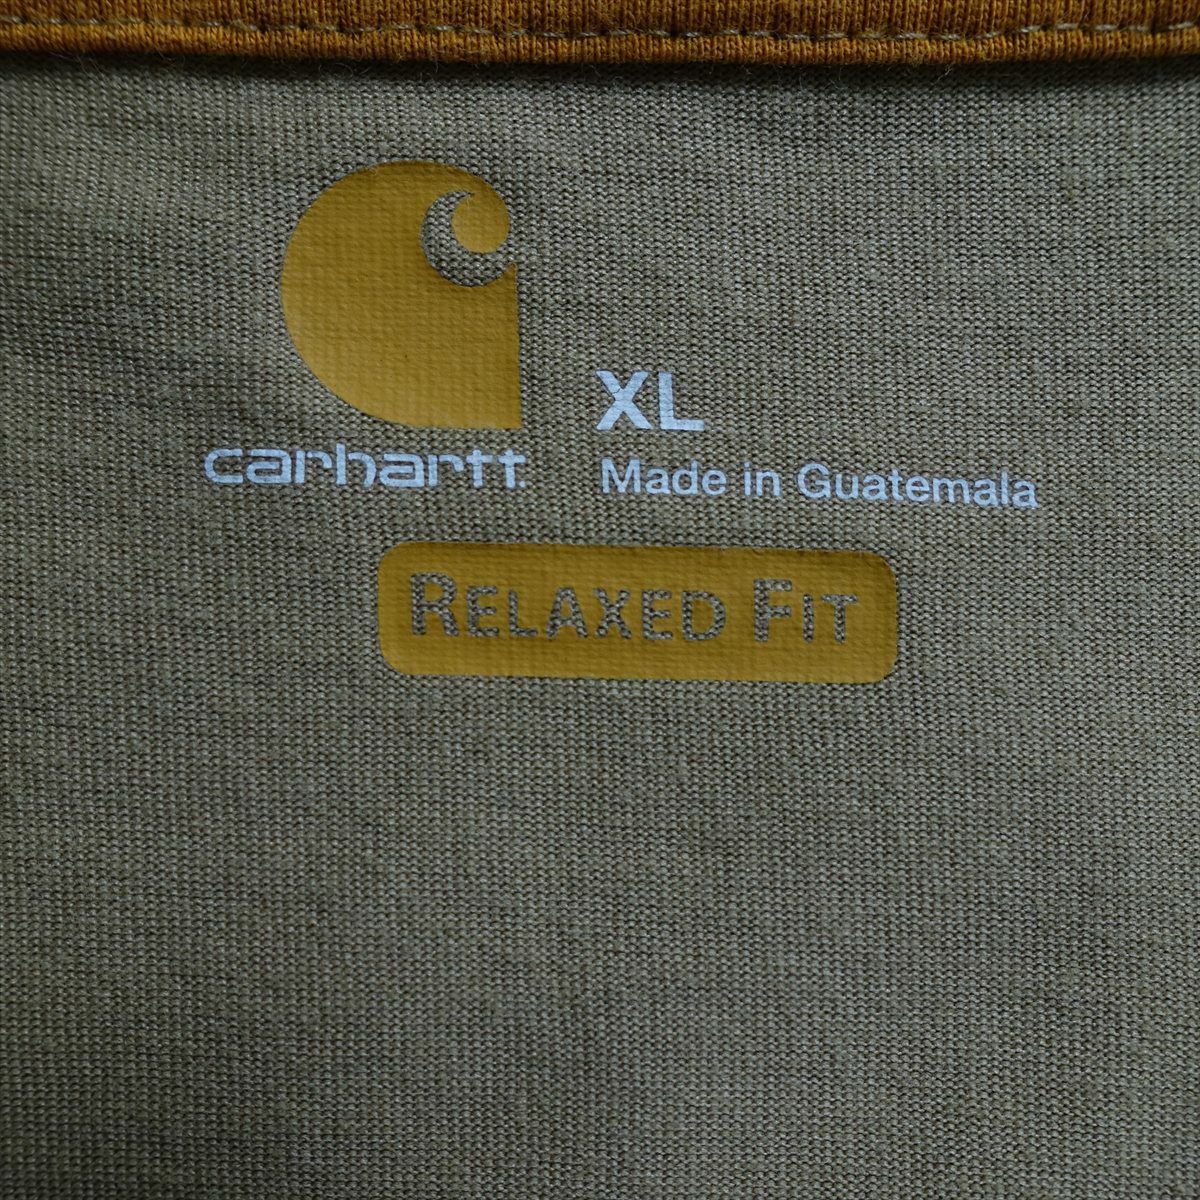 XL
carhartt
Made in Guatemala
RELAXED FIT